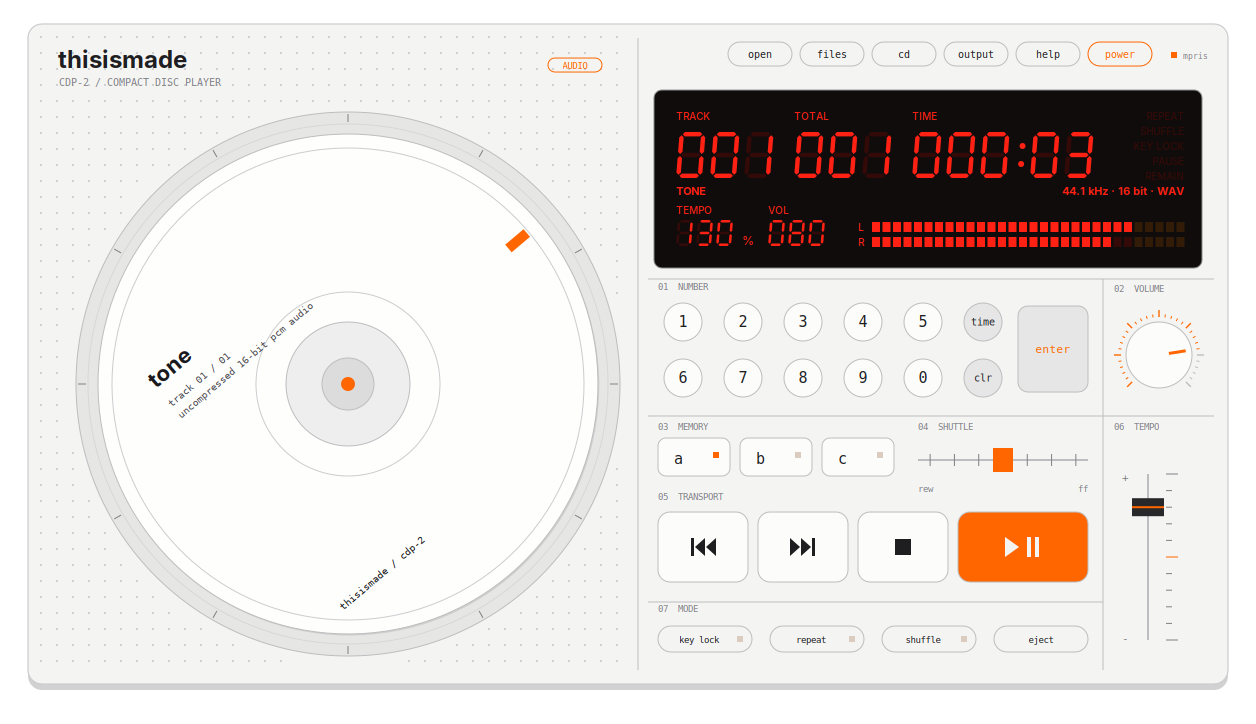 thisismade
CDP-2 / COMPACT DISC PLAYER
AUDIO
open files cd output help power mpris
TRACK TOTAL TIME
001 001 000:03
REPEAT
SHUFFLE
KEY LOCK
PAUSE
REMAIN
TONE 44.1 kHz · 16 bit · WAV
TEMPO VOL
130 % 080
L
R
tone
track 01 / 01
uncompressed 16-bit pcm audio
thisismade / cdp-2
01 NUMBER
1 2 3 4 5 time
6 7 8 9 0 clr
enter
02 VOLUME
03 MEMORY
a b c
04 SHUTTLE
rew ff
05 TRANSPORT
06 TEMPO
+
-
07 MODE
key lock repeat shuffle eject